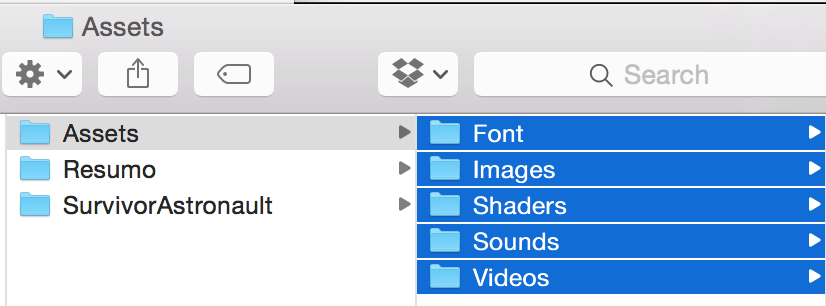 Assets
Search
Assets
Resumo
SurvivorAstronault
Font
Images
Shaders
Sounds
Videos